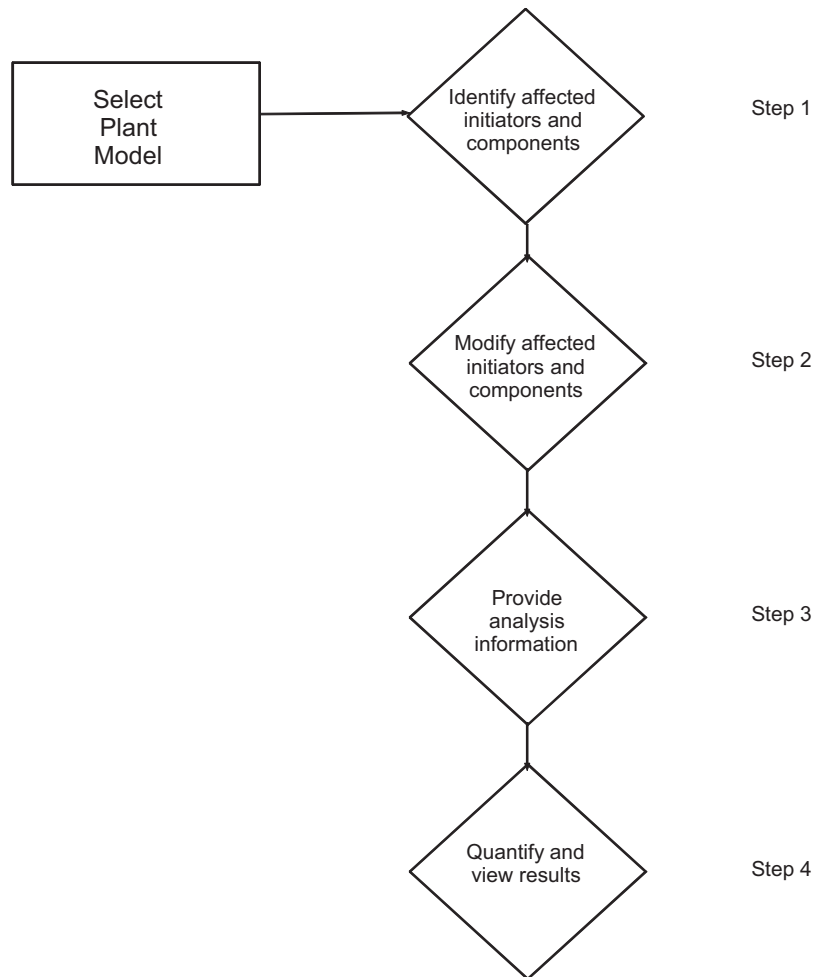 Select
Plant
Model
Identify affected
initiators and
components
Step 1
Modify affected
initiators and
components
Step 2
Provide
analysis
information
Step 3
Quantify and
view results
Step 4